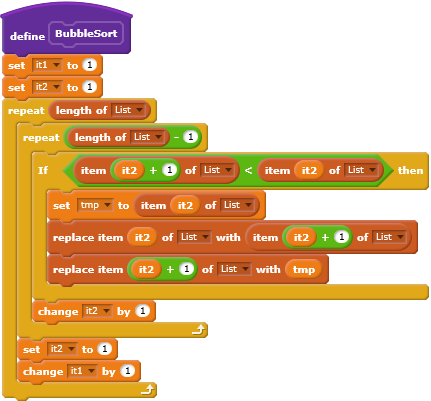 define BubbleSort
set it1 to 1
set it2 to 1
repeat length of List
repeat length of List - 1
If item it2 + 1 of List < item it2 of List then
set tmp to item it2 of List
replace item it2 of List with item it2 + 1 of List
replace item it2 + 1 of List with tmp
change it2 by 1
set it2 to 1
change it1 by 1